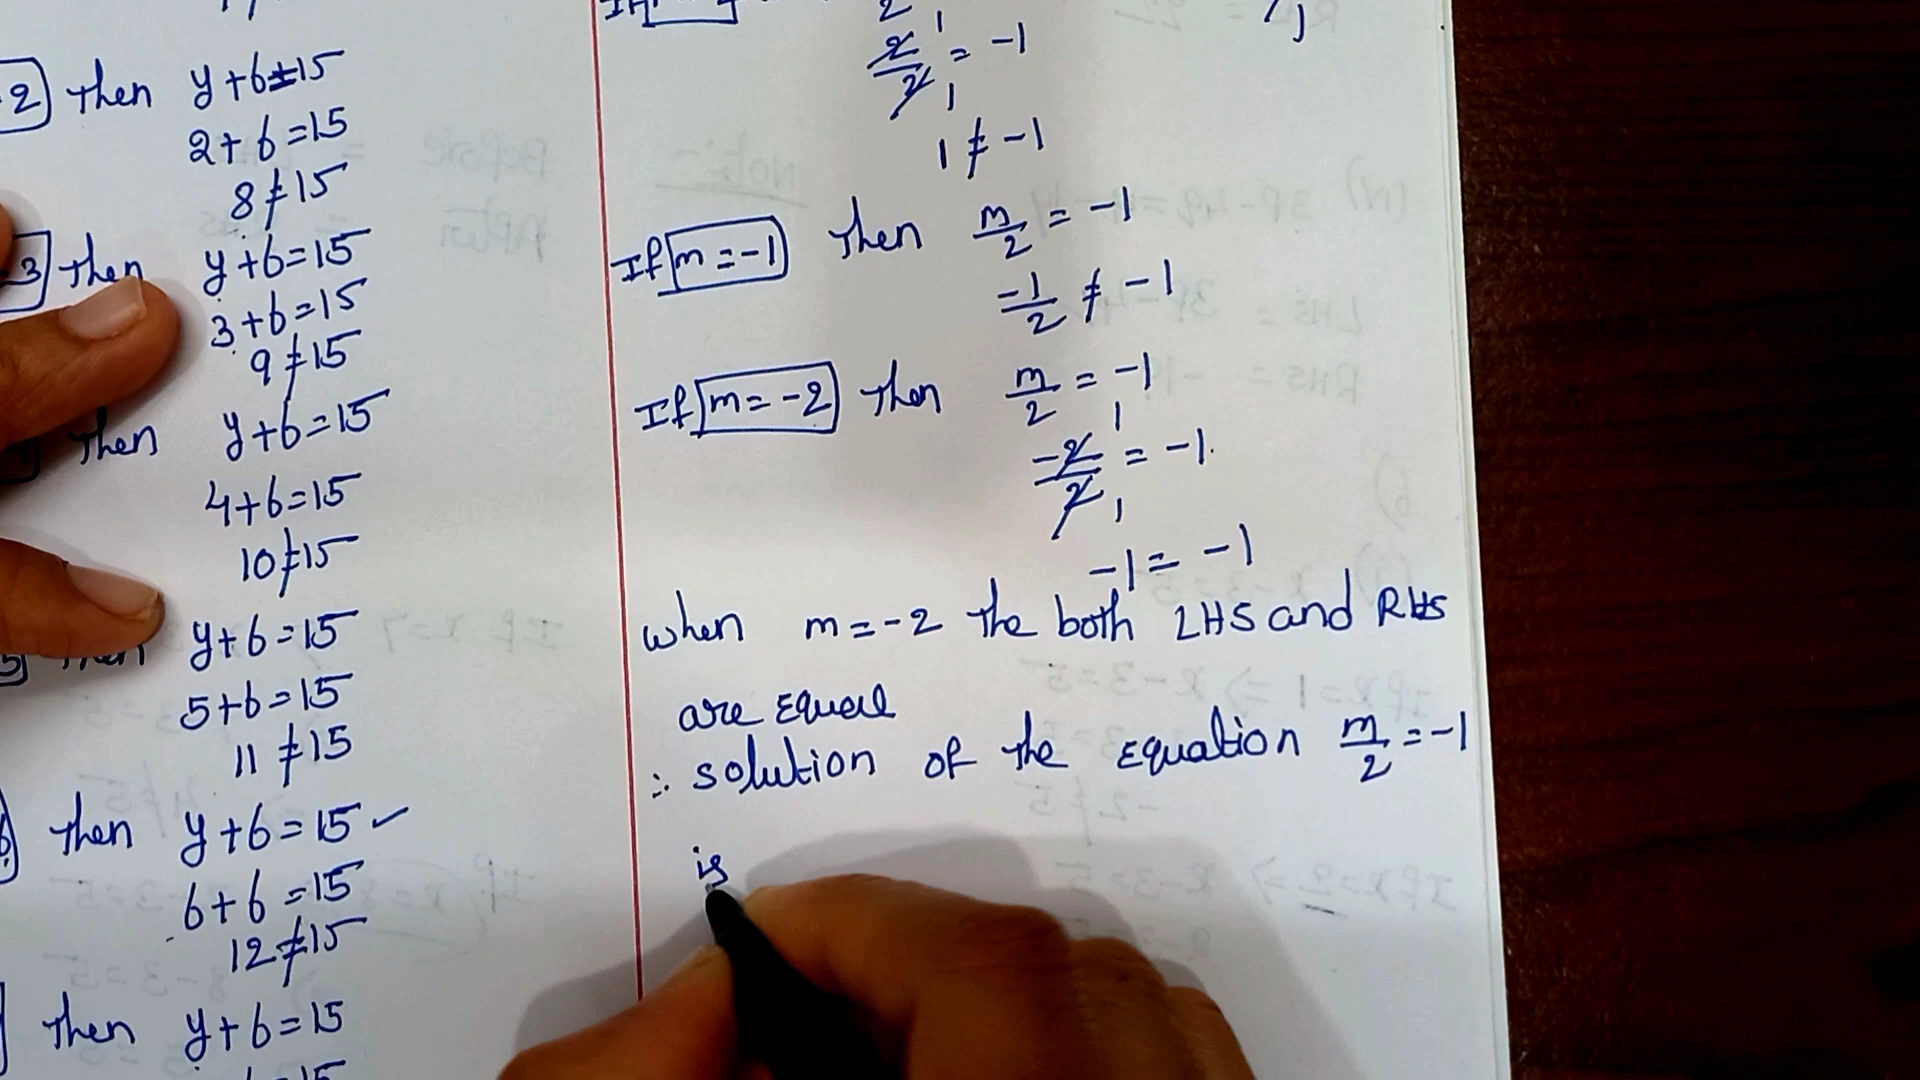 2 then y+6=15
2+6=15
8≠15
3 then y+6=15
3+6=15
9≠15
then y+6=15
4+6=15
10≠15
y+6=15
5+6=15
11≠15
then y+6=15 ✓
6+6=15
12≠15
then y+6=15
2/2 = -1
1 ≠ -1
If m=-1 then m/2 = -1
-1/2 ≠ -1
If m=-2 then m/2 = -1
-2/2 = -1
-1 = -1
when m=-2 the both LHS and RHS
are Equal
∴ solution of the Equation m/2 = -1
is